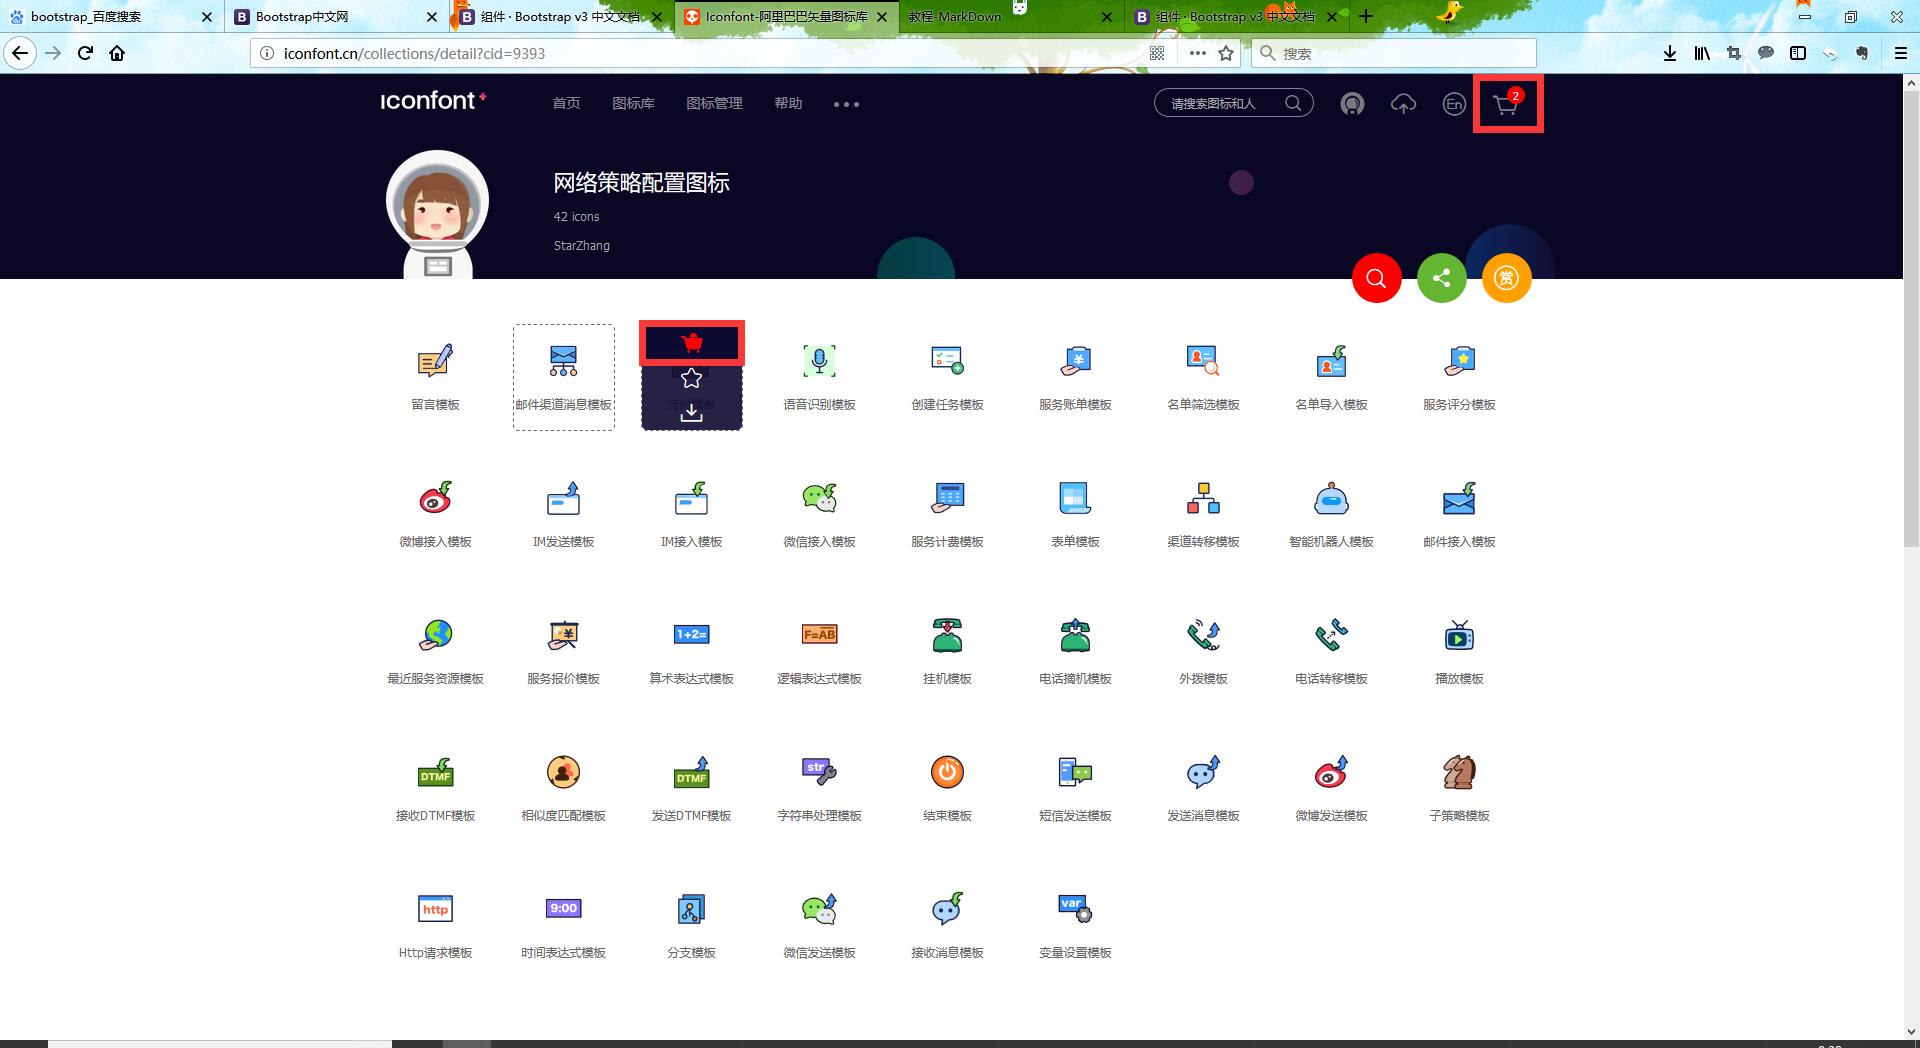 bootstrap_百度搜索
Bootstrap中文网
组件 · Bootstrap v3 中文文档
Iconfont-阿里巴巴矢量图标库
教程-MarkDown
组件 · Bootstrap v3 中文文档
iconfont.cn/collections/detail?cid=9393
搜索
iconfont+
首页
图标库
图标管理
帮助
请搜索图标和人
En
2
网络策略配置图标
42 icons
StarZhang
赏
留言模板
邮件渠道消息模板
语音识别模板
创建任务模板
服务账单模板
名单筛选模板
名单导入模板
服务评分模板
微博接入模板
IM发送模板
IM接入模板
微信接入模板
服务计费模板
表单模板
渠道转移模板
智能机器人模板
邮件接入模板
1+2=
F=AB
最近服务资源模板
服务报价模板
算术表达式模板
逻辑表达式模板
挂机模板
电话摘机模板
外拨模板
电话转移模板
播放模板
DTMF
DTMF
str
接收DTMF模板
相似度匹配模板
发送DTMF模板
字符串处理模板
结束模板
短信发送模板
发送消息模板
微博发送模板
子策略模板
http
9:00
var
Http请求模板
时间表达式模板
分支模板
微信发送模板
接收消息模板
变量设置模板